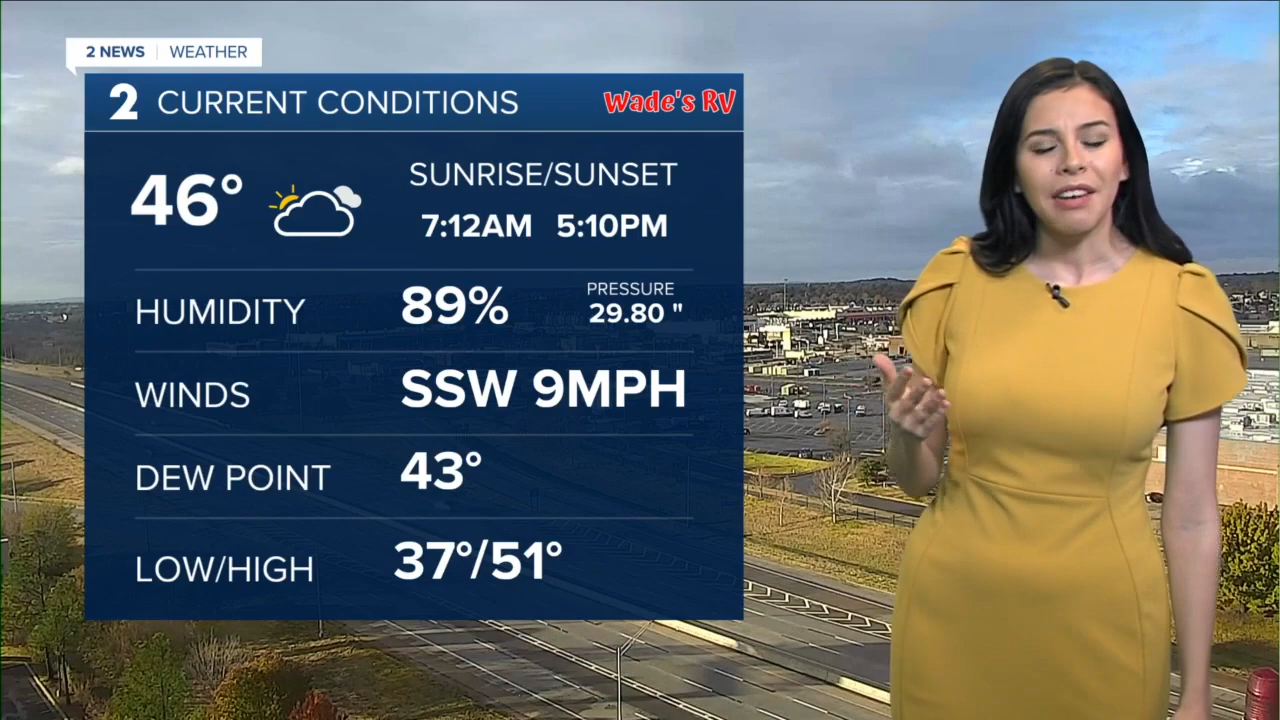 2 NEWS | WEATHER
2 CURRENT CONDITIONS Wade's RV
46° SUNRISE/SUNSET
7:12AM 5:10PM
HUMIDITY 89% PRESSURE
29.80 "
WINDS SSW 9MPH
DEW POINT 43°
LOW/HIGH 37°/51°